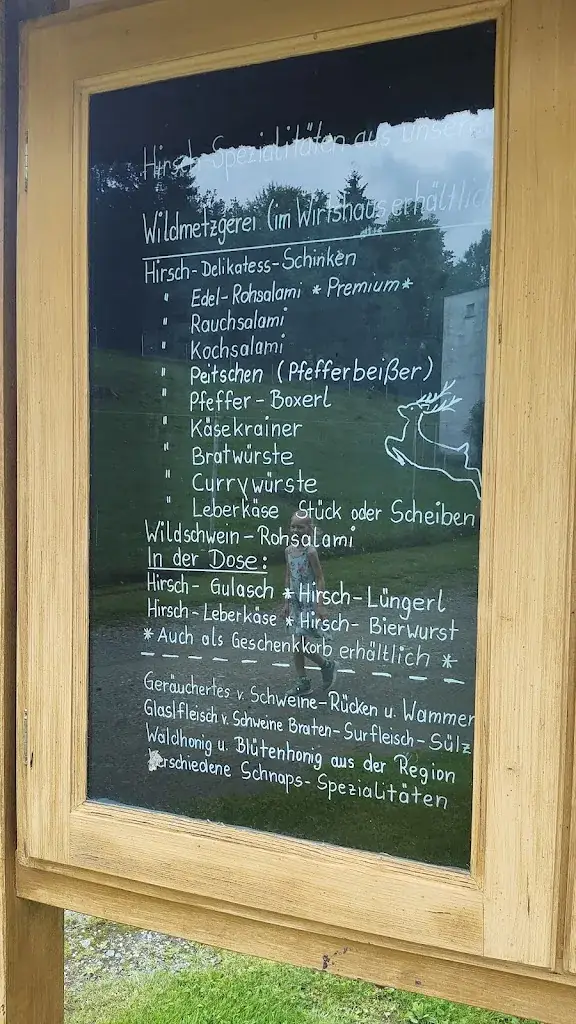 Hirsch-Spezialitäten aus unserer
Wildmetzgerei (im Wirtshaus erhältlich
Hirsch-Delikatess-Schinken
" Edel-Rohsalami *Premium*
" Rauchsalami
" Kochsalami
" Peitschen (Pfefferbeißer)
" Pfeffer-Boxerl
" Käsekrainer
" Bratwürste
" Currywürste
" Leberkäse Stück oder Scheiben
Wildschwein-Rohsalami
In der Dose:
Hirsch-Gulasch * Hirsch-Lüngerl
Hirsch-Leberkäse * Hirsch-Bierwurst
*Auch als Geschenkkorb erhältlich *
Geräuchertes v. Schweine-Rücken u. Wammerl
Glaslfleisch v. Schweine Braten-Surfleisch-Sülz
Waldhonig u. Blütenhonig aus der Region
Verschiedene Schnaps-Spezialitäten